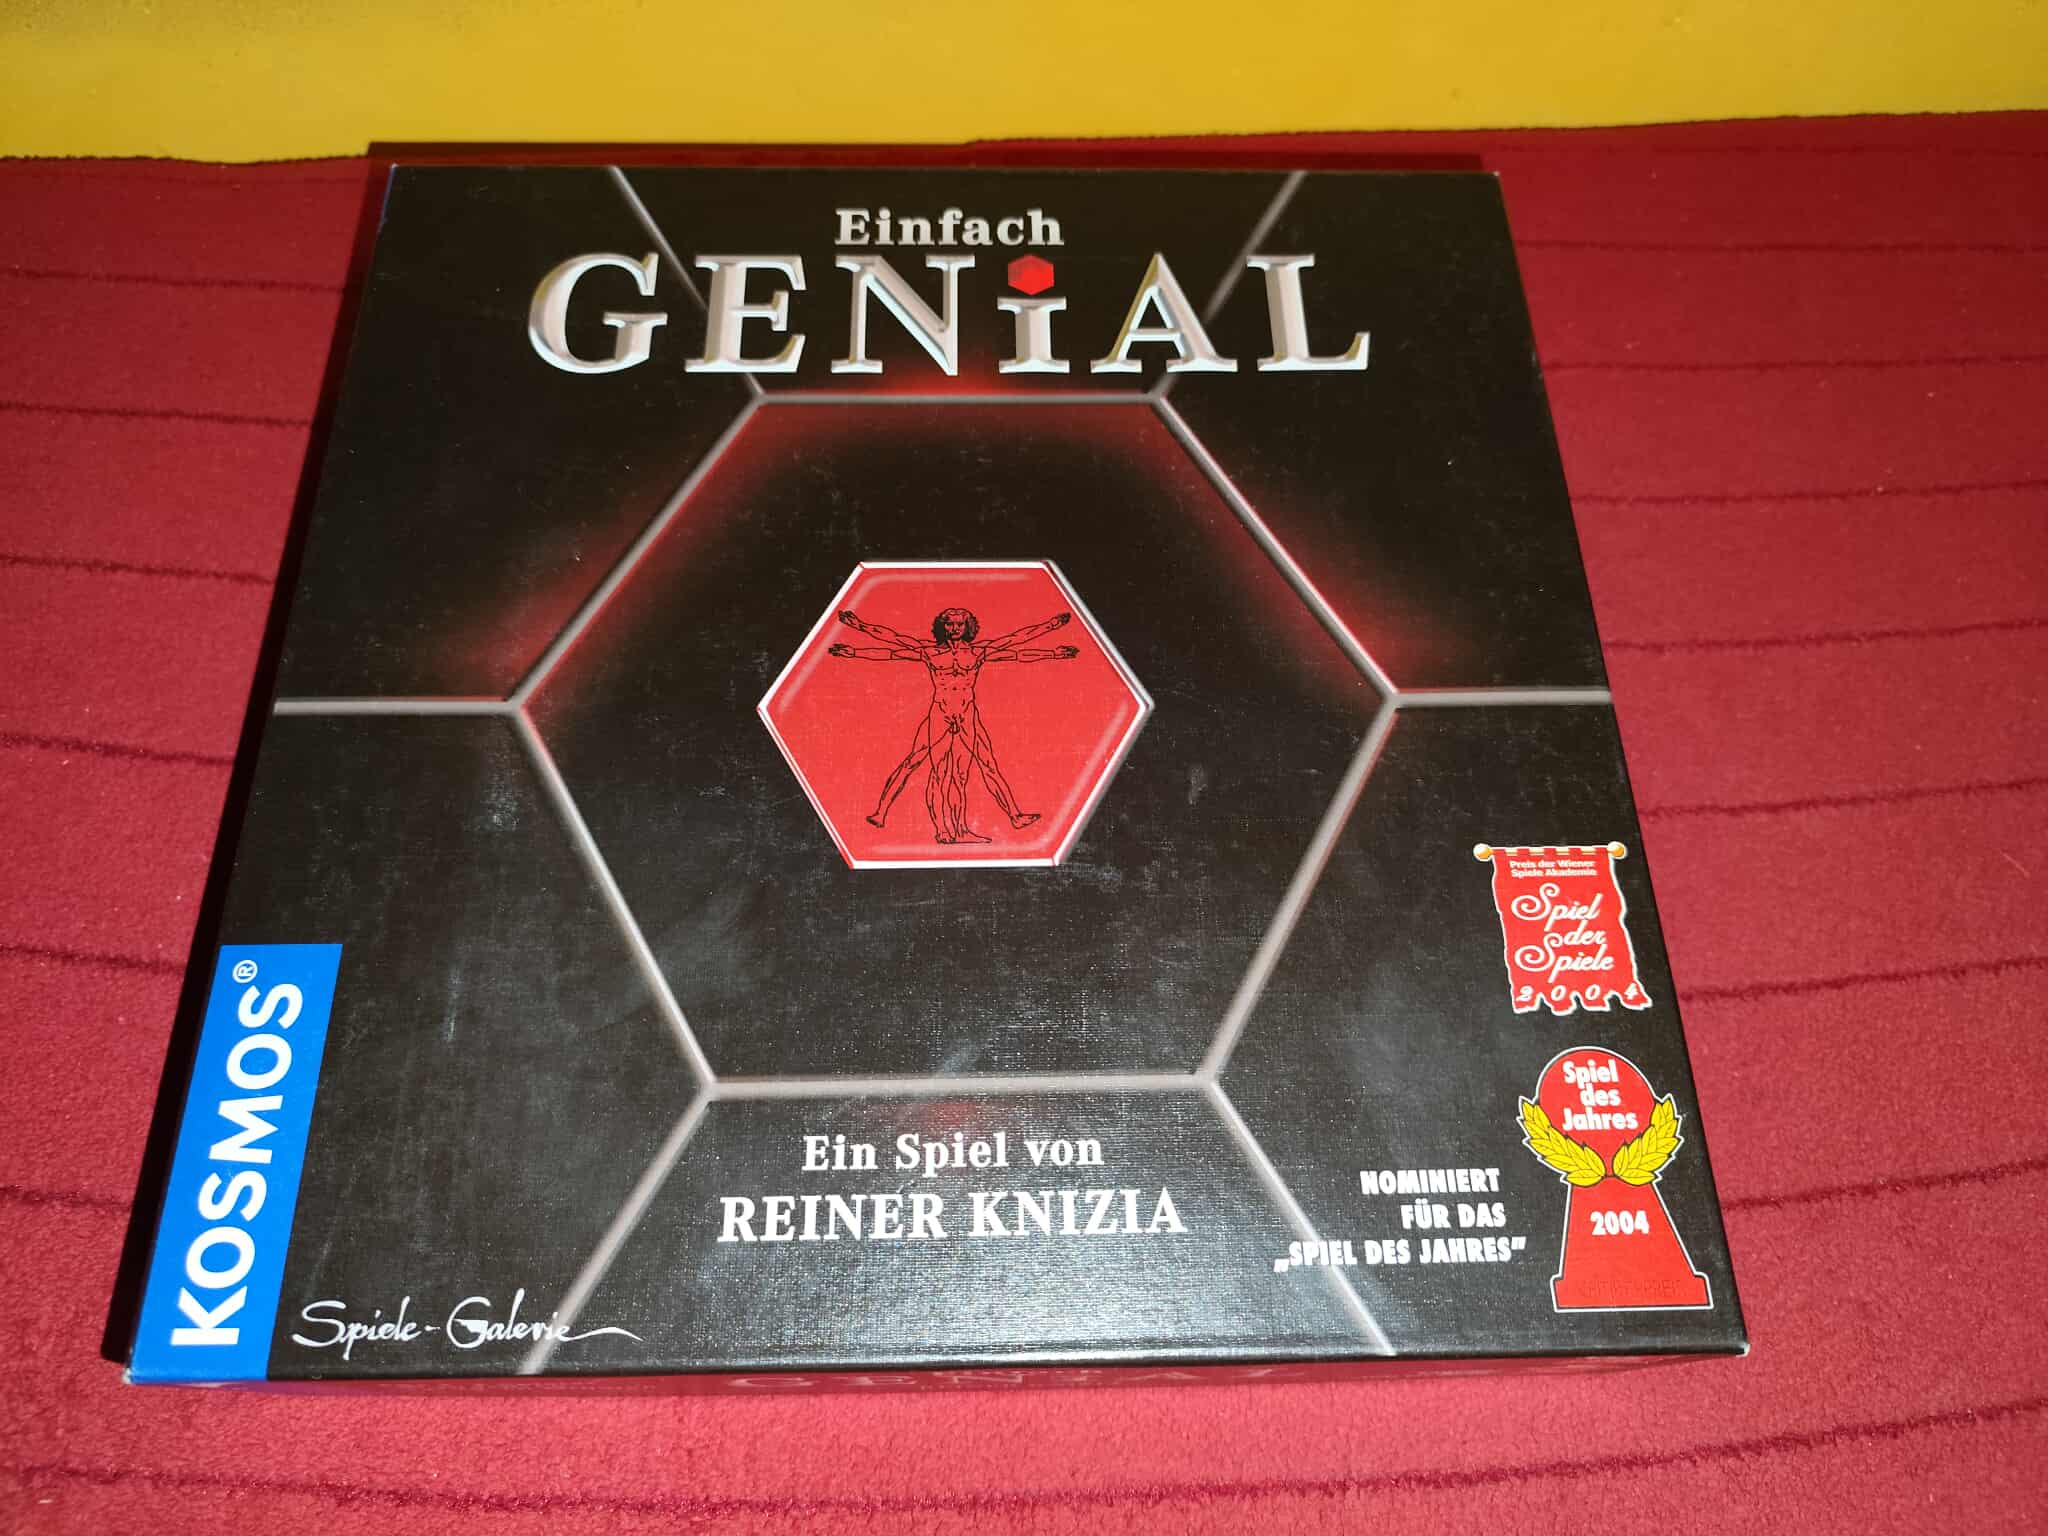 Einfach
GENiAL
Preis der Wiener
Spiele Akademie
Spiel
der
Spiele
2004
Spiel
des
Jahres
2004
NOMINIERT
FÜR DAS
„SPIEL DES JAHRES"
Ein Spiel von
REINER KNIZIA
KOSMOS®
Spiele-Galerie
GENIAL